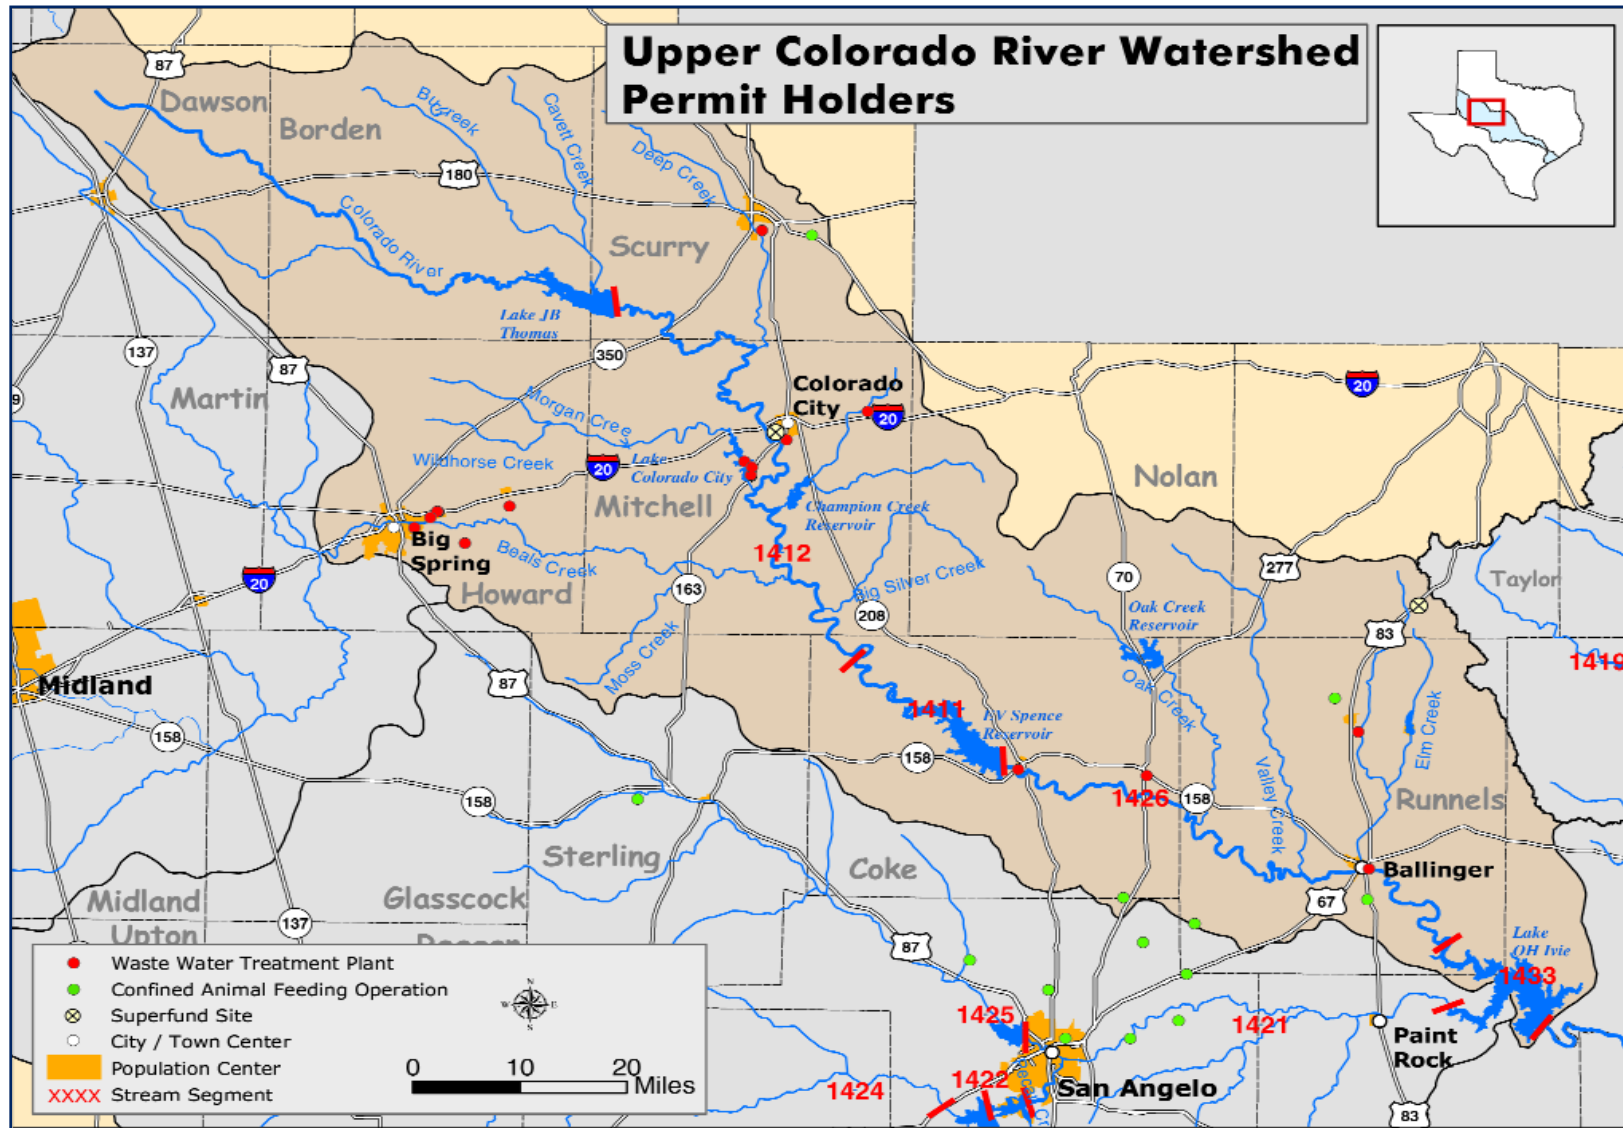 Upper Colorado River Watershed
Permit Holders
87
Dawson
Borden
Cavett Creek
Deep Creek
180
Colorado River
Scurry
Lake JB
Thomas
350
137
87
Martin
Colorado
City
20
20
Morgan Cree
Wildhorse Creek
20
Lake
Colorado City
Mitchell
Champion Creek
Reservoir
Nolan
Big
Spring
Beals Creek
1412
20
Howard
163
Big Silver Creek
208
70
277
Taylor
Oak Creek
Reservoir
83
Moss Creek
1419
Midland
87
Oak Creek
1411
EV Spence
Reservoir
Elm Creek
158
158
Valley Creek
1426
158
Runnels
158
Sterling
Coke
Ballinger
Glasscock
Midland
67
Upton
137
87
Lake
OH Ivie
1433
1425
1421
Paint
Rock
1422
1424
San Angelo
83
Waste Water Treatment Plant
Confined Animal Feeding Operation
Superfund Site
City / Town Center
Population Center
XXXX Stream Segment
N
W E
S
0 10 20
Miles